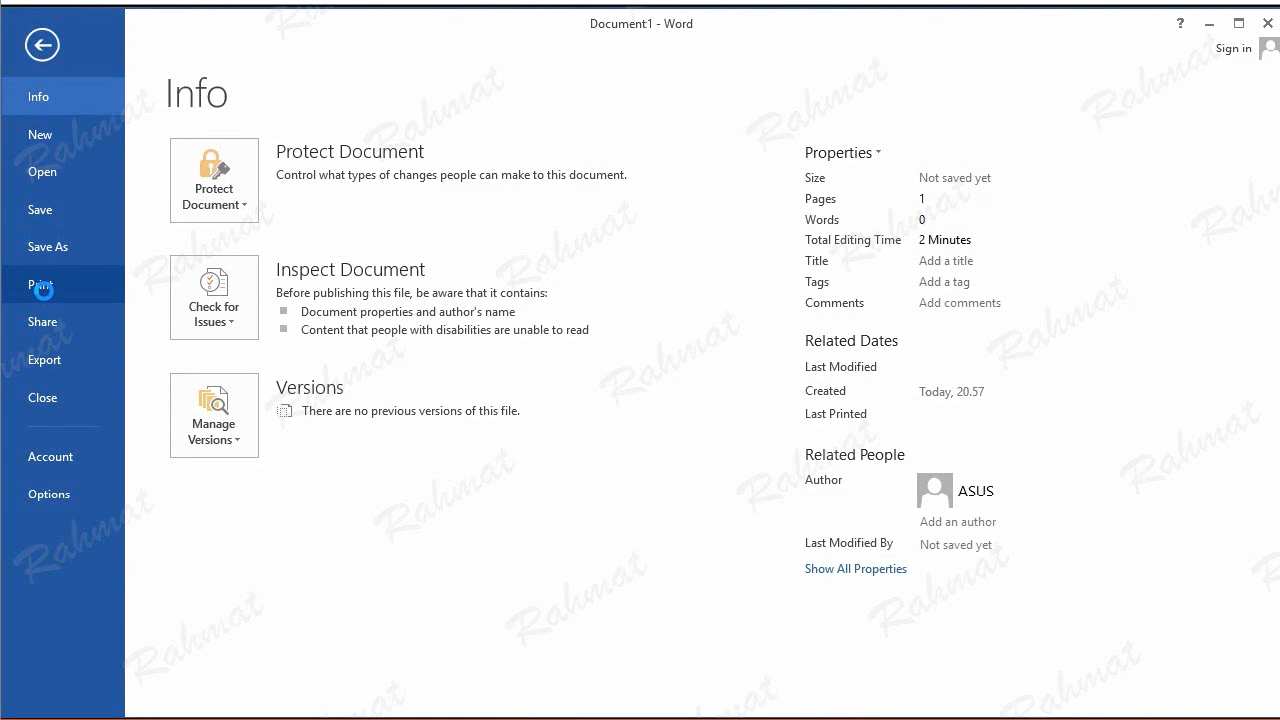 Document1 - Word
?
Sign in
Info
New
Open
Save
Save As
Print
Share
Export
Close
Account
Options
Info
Protect
Document
Protect Document
Control what types of changes people can make to this document.
Check for
Issues
Inspect Document
Before publishing this file, be aware that it contains:
Document properties and author's name
Content that people with disabilities are unable to read
Manage
Versions
Versions
There are no previous versions of this file.
Properties
Size Not saved yet
Pages 1
Words 0
Total Editing Time 2 Minutes
Title Add a title
Tags Add a tag
Comments Add comments
Related Dates
Last Modified
Created Today, 20.57
Last Printed
Related People
Author ASUS
Add an author
Last Modified By Not saved yet
Show All Properties
Rahmat